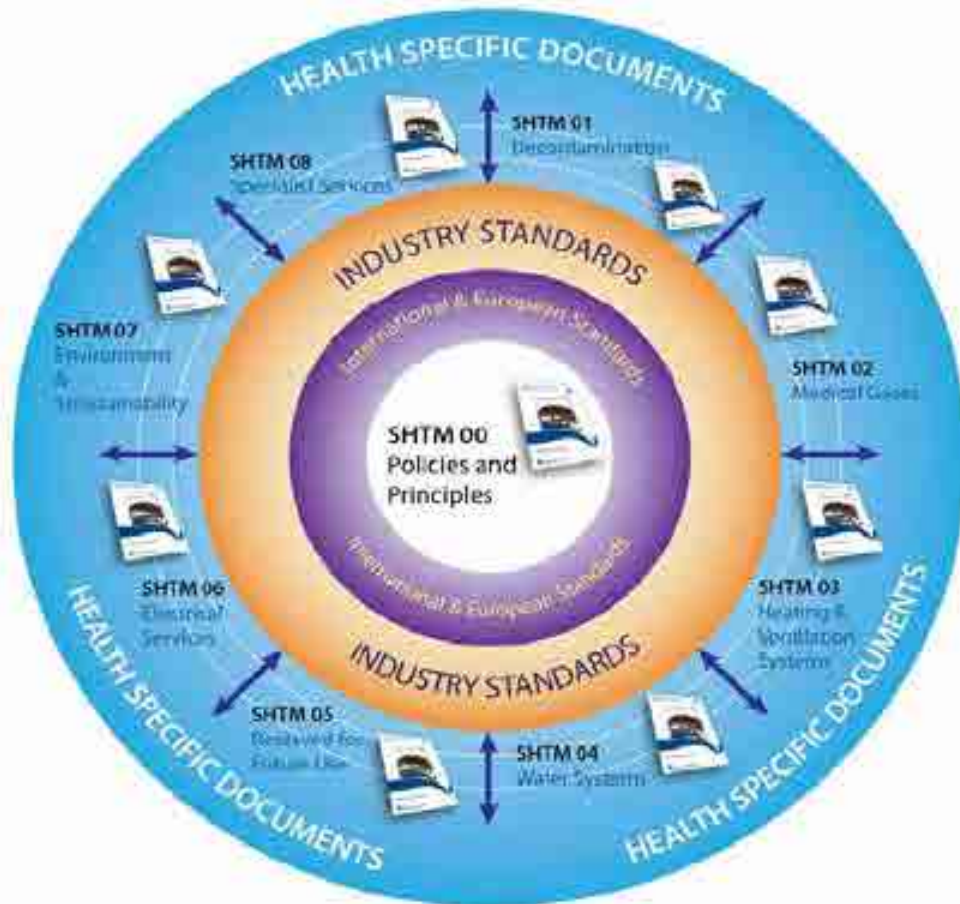 HEALTH SPECIFIC DOCUMENTS
SHTM 01
Decontamination
SHTM 08
Specialist Services
INDUSTRY STANDARDS
International & European Standards
SHTM 07
Environment
&
Sustainability
SHTM 02
Medical Gases
SHTM 00
Policies and
Principles
SHTM 06
Electrical
Services
SHTM 03
Heating &
Ventilation
Systems
International & European Standards
INDUSTRY STANDARDS
SHTM 05
Reserved for
Future Use
SHTM 04
Water Systems
HEALTH SPECIFIC DOCUMENTS
HEALTH SPECIFIC DOCUMENTS